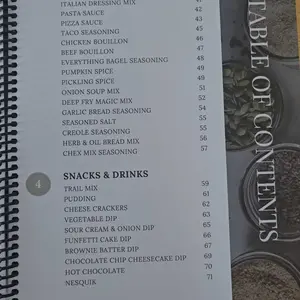 ITALIAN DRESSING MIX
PASTA SAUCE 42
PIZZA SAUCE 43
TACO SEASONING 45
CHICKEN BOUILLON
BEEF BOUILLON
EVERYTHING BAGEL SEASONING 48
PUMPKIN SPICE
PICKLING SPICE 49
ONION SOUP MIX 51
DEEP FRY MAGIC MIX 52
GARLIC BREAD SEASONING 54
SEASONED SALT 55
CREOLE SEASONING 55
HERB & OIL BREAD MIX 56
CHEX MIX SEASONING 57
4 SNACKS & DRINKS
TRAIL MIX 59
PUDDING 61
CHEESE CRACKERS 62
VEGETABLE DIP 63
SOUR CREAM & ONION DIP 65
FUNFETTI CAKE DIP 66
BROWNIE BATTER DIP 67
CHOCOLATE CHIP CHEESECAKE DIP 69
HOT CHOCOLATE 70
NESQUIK 71
TABLE OF CONTENTS